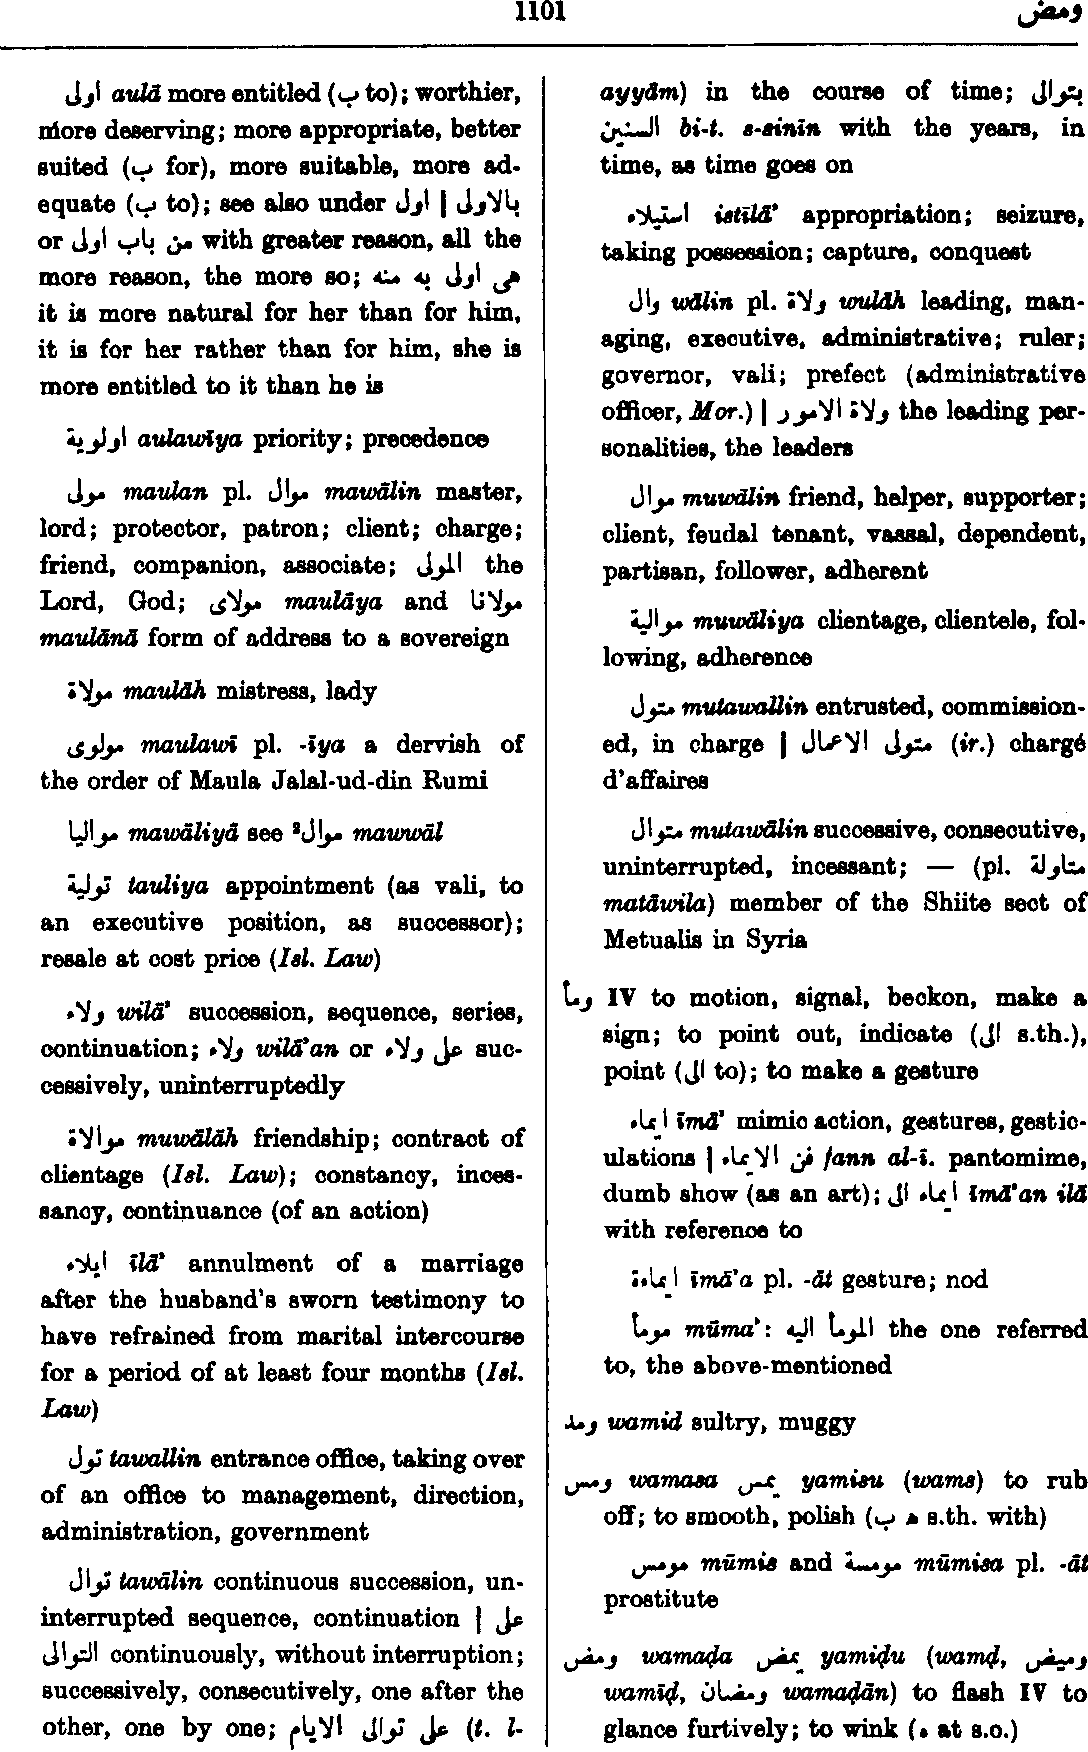 1101
ومض
اولى aulā more entitled (ب to); worthier,
more deserving; more appropriate, better
suited (ب for), more suitable, more ad-
equate (ب to); see also under اول | بالاولى
or من باب اولى with greater reason, all the
more reason, the more so; هى اولى به منه
it is more natural for her than for him,
it is for her rather than for him, she is
more entitled to it than he is
اولوية aulawīya priority; precedence
مولى maulan pl. موال mawālin master,
lord; protector, patron; client; charge;
friend, companion, associate; المولى the
Lord, God; مولاى maulāya and مولانا
maulānā form of address to a sovereign
مولاة maulāh mistress, lady
مولوى maulawī pl. -īya a dervish of
the order of Maula Jalal-ud-din Rumi
مواليا mawāliyā see موال² mawwāl
تولية tauliya appointment (as vali, to
an executive position, as successor);
resale at cost price (Isl. Law)
ولاء wilā’ succession, sequence, series,
continuation; ولاء wilā’an or على ولاء suc-
cessively, uninterruptedly
موالاة muwālāh friendship; contract of
clientage (Isl. Law); constancy, inces-
sancy, continuance (of an action)
ايلاء īlā’ annulment of a marriage
after the husband's sworn testimony to
have refrained from marital intercourse
for a period of at least four months (Isl.
Law)
تول tawallin entrance office, taking over
of an office to management, direction,
administration, government
توال tawālin continuous succession, un-
interrupted sequence, continuation | على
التوالى continuously, without interruption;
successively, consecutively, one after the
other, one by one; على توالى الايام (t. l-
ayyām) in the course of time; بتوالى
السنين bi-t. s-sinīn with the years, in
time, as time goes on
استيلاء istīlā’ appropriation; seizure,
taking possession; capture, conquest
وال wālin pl. ولاة wulāh leading, man-
aging, executive, administrative; ruler;
governor, vali; prefect (administrative
officer, Mor.) | ولاة الامور the leading per-
sonalities, the leaders
موال muwālin friend, helper, supporter;
client, feudal tenant, vassal, dependent,
partisan, follower, adherent
موالية muwāliya clientage, clientele, fol-
lowing, adherence
متول mutawallin entrusted, commission-
ed, in charge | متولى الاعمال (ir.) chargé
d'affaires
متوال mutawālin successive, consecutive,
uninterrupted, incessant; — (pl. متاولة
matāwila) member of the Shiite sect of
Metualis in Syria
ومأ IV to motion, signal, beckon, make a
sign; to point out, indicate (الى s.th.),
point (الى to); to make a gesture
ايماء īmā’ mimic action, gestures, gestic-
ulations | فن الايماء fann al-ī. pantomime,
dumb show (as an art); ايماء الى īmā’an ilā
with reference to
ايماءة īmā’a pl. -āt gesture; nod
مومأ mūma’: المومأ اليه the one referred
to, the above-mentioned
ومد wamid sultry, muggy
ومس wamasa يمس yamisu (wams) to rub
off; to smooth, polish (ه ب s.th. with)
مومس mūmis and مومسة mūmisa pl. -āt
prostitute
ومض wamaḍa يمض yamiḍu (wamḍ, وميض
wamīḍ, ومضان wamaḍān) to flash IV to
glance furtively; to wink (ه at s.o.)